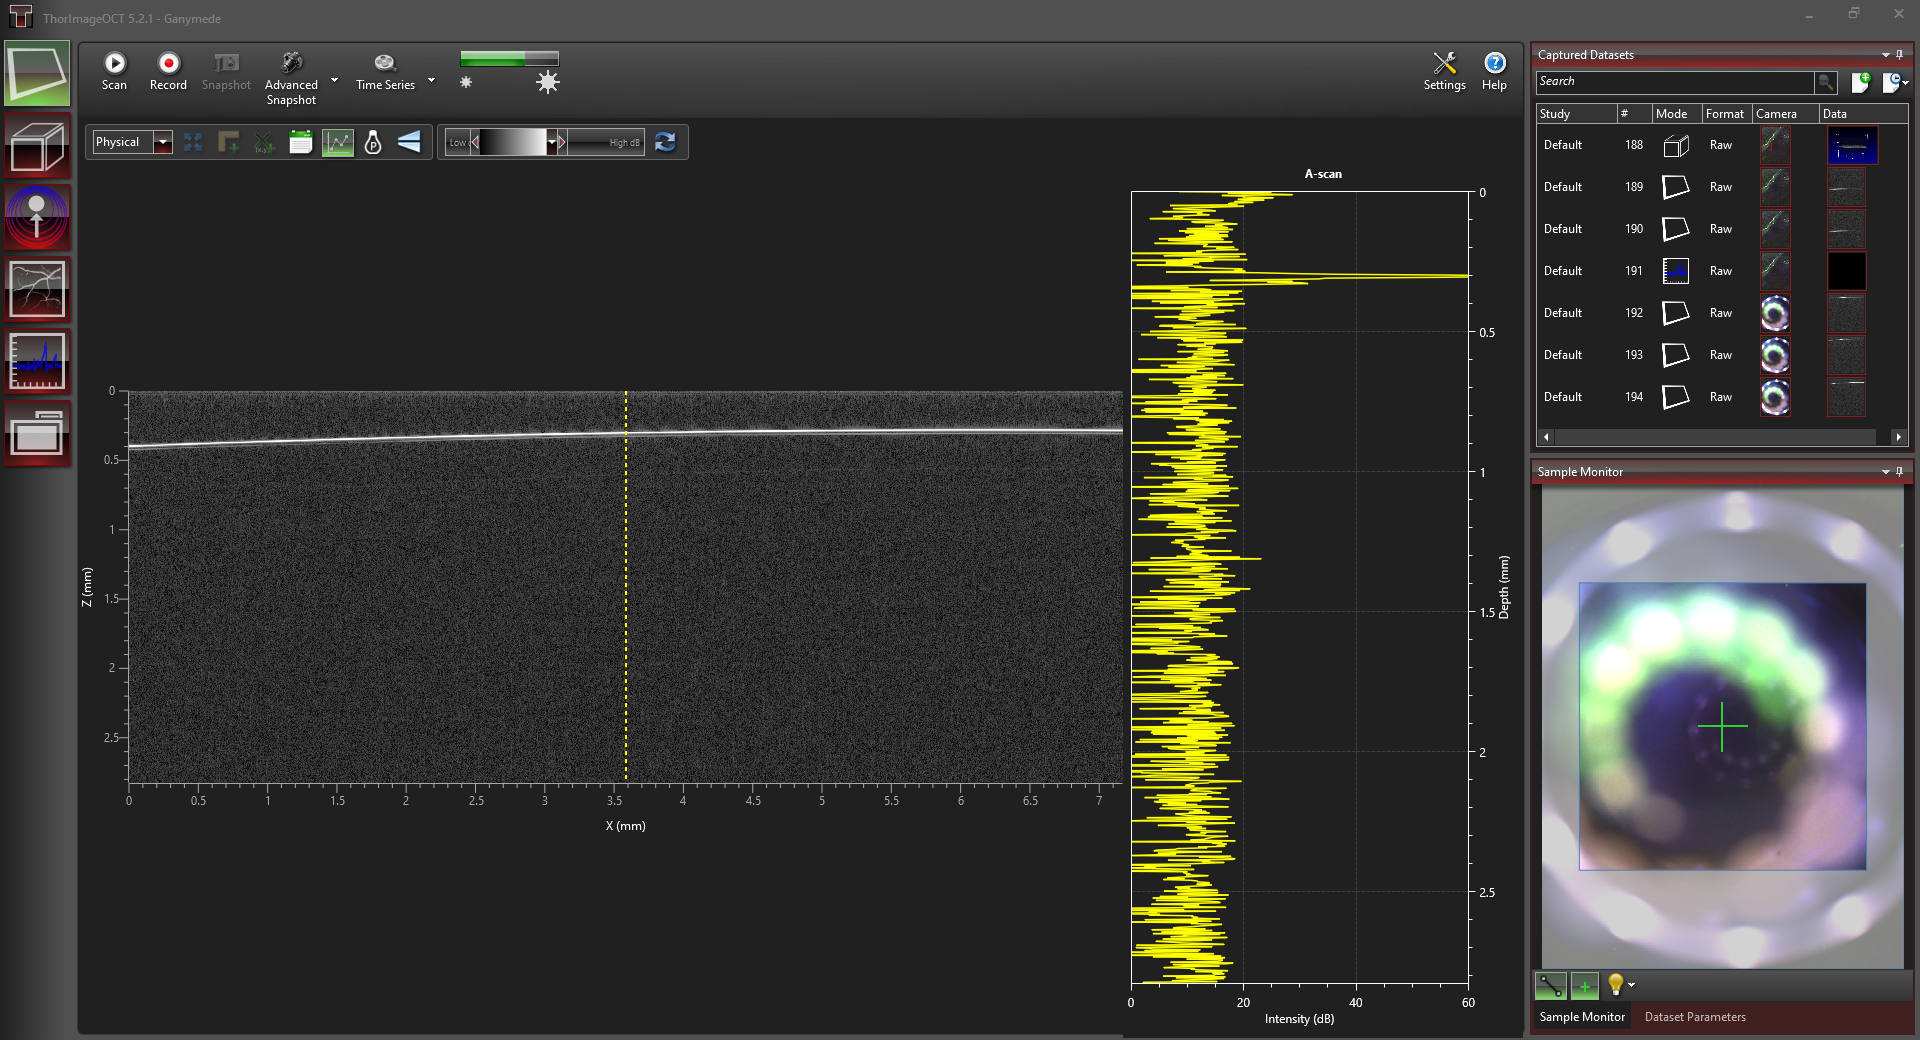 ThorImageOCT 5.2.1 - Ganymede
Scan
Record
Snapshot
Advanced
Snapshot
Time Series
Settings
Help
Physical
P
Low
High dB
A-scan
0
0.5
1
1.5
2
2.5
Depth (mm)
0
20
40
60
Intensity (dB)
0
0.5
1
1.5
2
2.5
Z (mm)
0
0.5
1
1.5
2
2.5
3
3.5
4
4.5
5
5.5
6
6.5
7
X (mm)
Captured Datasets
Search
Study # Mode Format Camera Data
Default 188 Raw
Default 189 Raw
Default 190 Raw
Default 191 Raw
Default 192 Raw
Default 193 Raw
Default 194 Raw
Sample Monitor
Sample Monitor Dataset Parameters